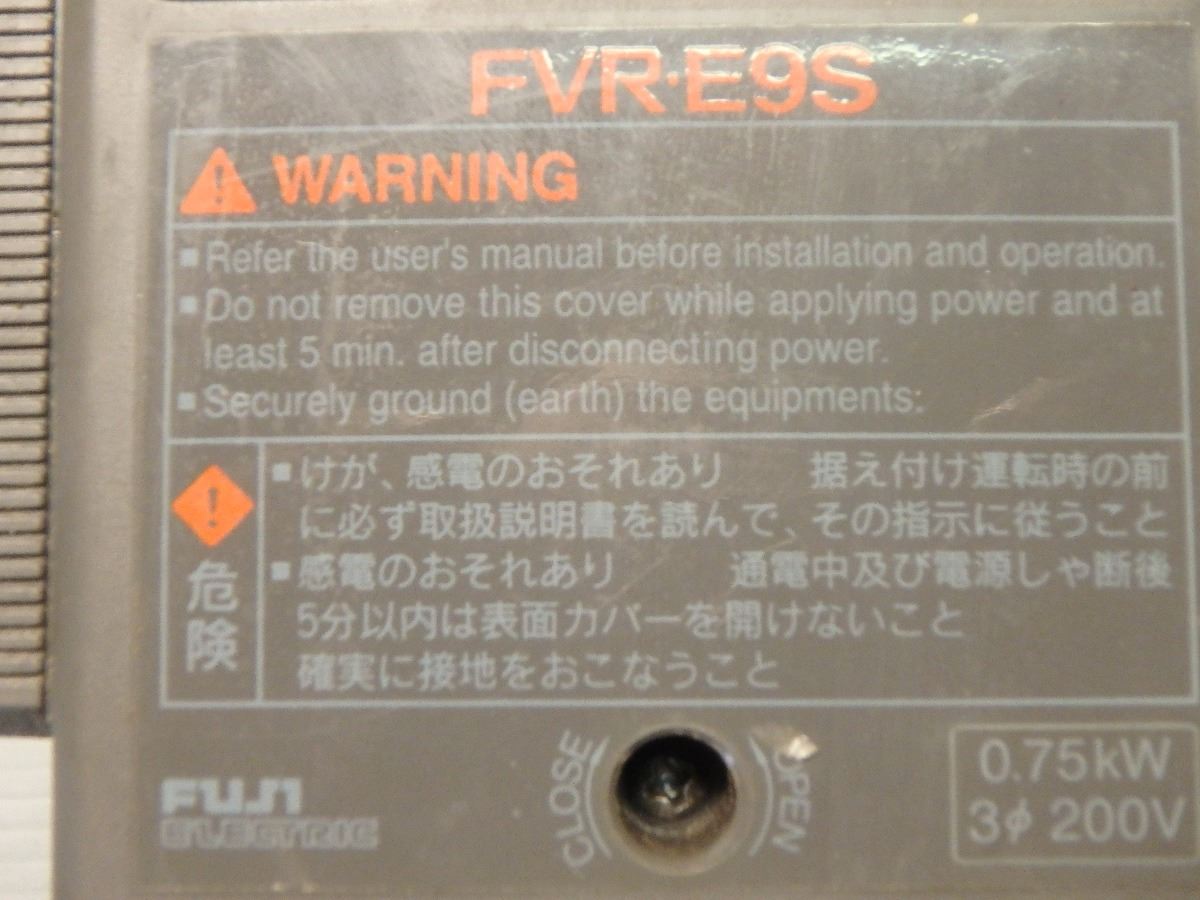 FVR·E9S
WARNING
■Refer the user's manual before installation and operation.
■Do not remove this cover while applying power and at
least 5 min. after disconnecting power.
■Securely ground (earth) the equipments:
危険
■けが、感電のおそれあり 据え付け運転時の前
に必ず取扱説明書を読んで、その指示に従うこと
■感電のおそれあり 通電中及び電源しゃ断後
5分以内は表面カバーを開けないこと
確実に接地をおこなうこと
FUJI
ELECTRIC
CLOSE
OPEN
0.75kW
3φ 200V